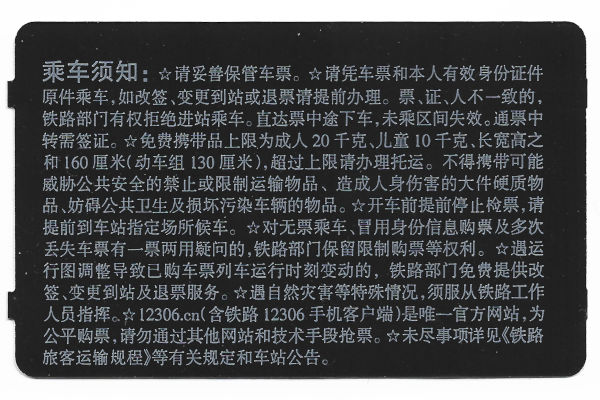 乘车须知：☆请妥善保管车票。☆请凭车票和本人有效身份证件
原件乘车，如改签、变更到站或退票请提前办理。票、证、人不一致的，
铁路部门有权拒绝进站乘车。直达票中途下车，未乘区间失效。通票中
转需签证。☆免费携带品上限为成人 20 千克、儿童 10 千克、长宽高之
和 160 厘米（动车组 130 厘米），超过上限请办理托运。不得携带可能
威胁公共安全的禁止或限制运输物品、造成人身伤害的大件硬质物
品、妨碍公共卫生及损坏污染车辆的物品。☆开车前提前停止检票，请
提前到车站指定场所候车。☆对无票乘车、冒用身份信息购票及多次
丢失车票有一票两用疑问的，铁路部门保留限制购票等权利。☆遇运
行图调整导致已购车票列车运行时刻变动的，铁路部门免费提供改
签、变更到站及退票服务。☆遇自然灾害等特殊情况，须服从铁路工作
人员指挥。☆12306.cn（含铁路 12306 手机客户端）是唯一官方网站，为
公平购票，请勿通过其他网站和技术手段抢票。☆未尽事项详见《铁路
旅客运输规程》等有关规定和车站公告。